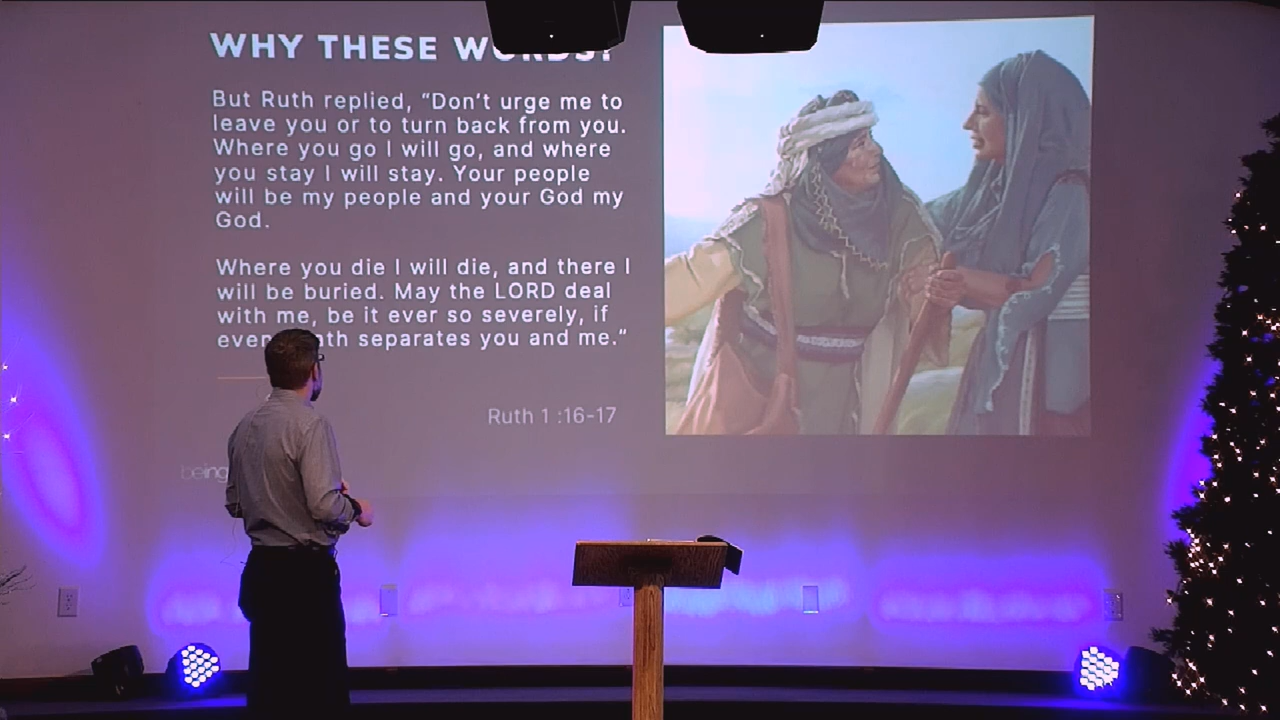 WHY THESE WORDS?
But Ruth replied, “Don’t urge me to
leave you or to turn back from you.
Where you go I will go, and where
you stay I will stay. Your people
will be my people and your God my
God.
Where you die I will die, and there I
will be buried. May the LORD deal
with me, be it ever so severely, if
even separates you and me.”
Ruth 1 :16-17
being